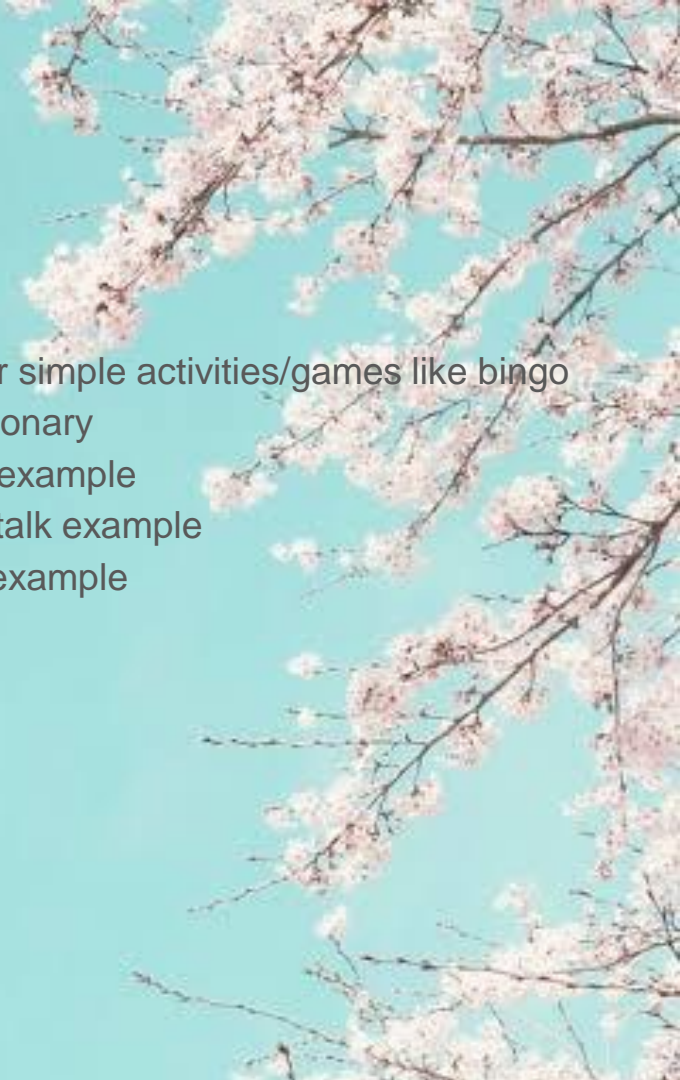 r simple activities/games like bingo
onary
example
talk example
example